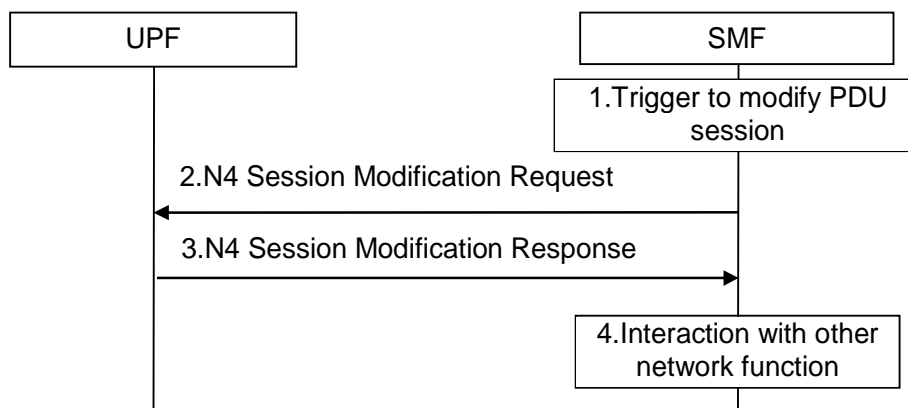 UPF
SMF
1.Trigger to modify PDU
session
2.N4 Session Modification Request
3.N4 Session Modification Response
4.Interaction with other
network function